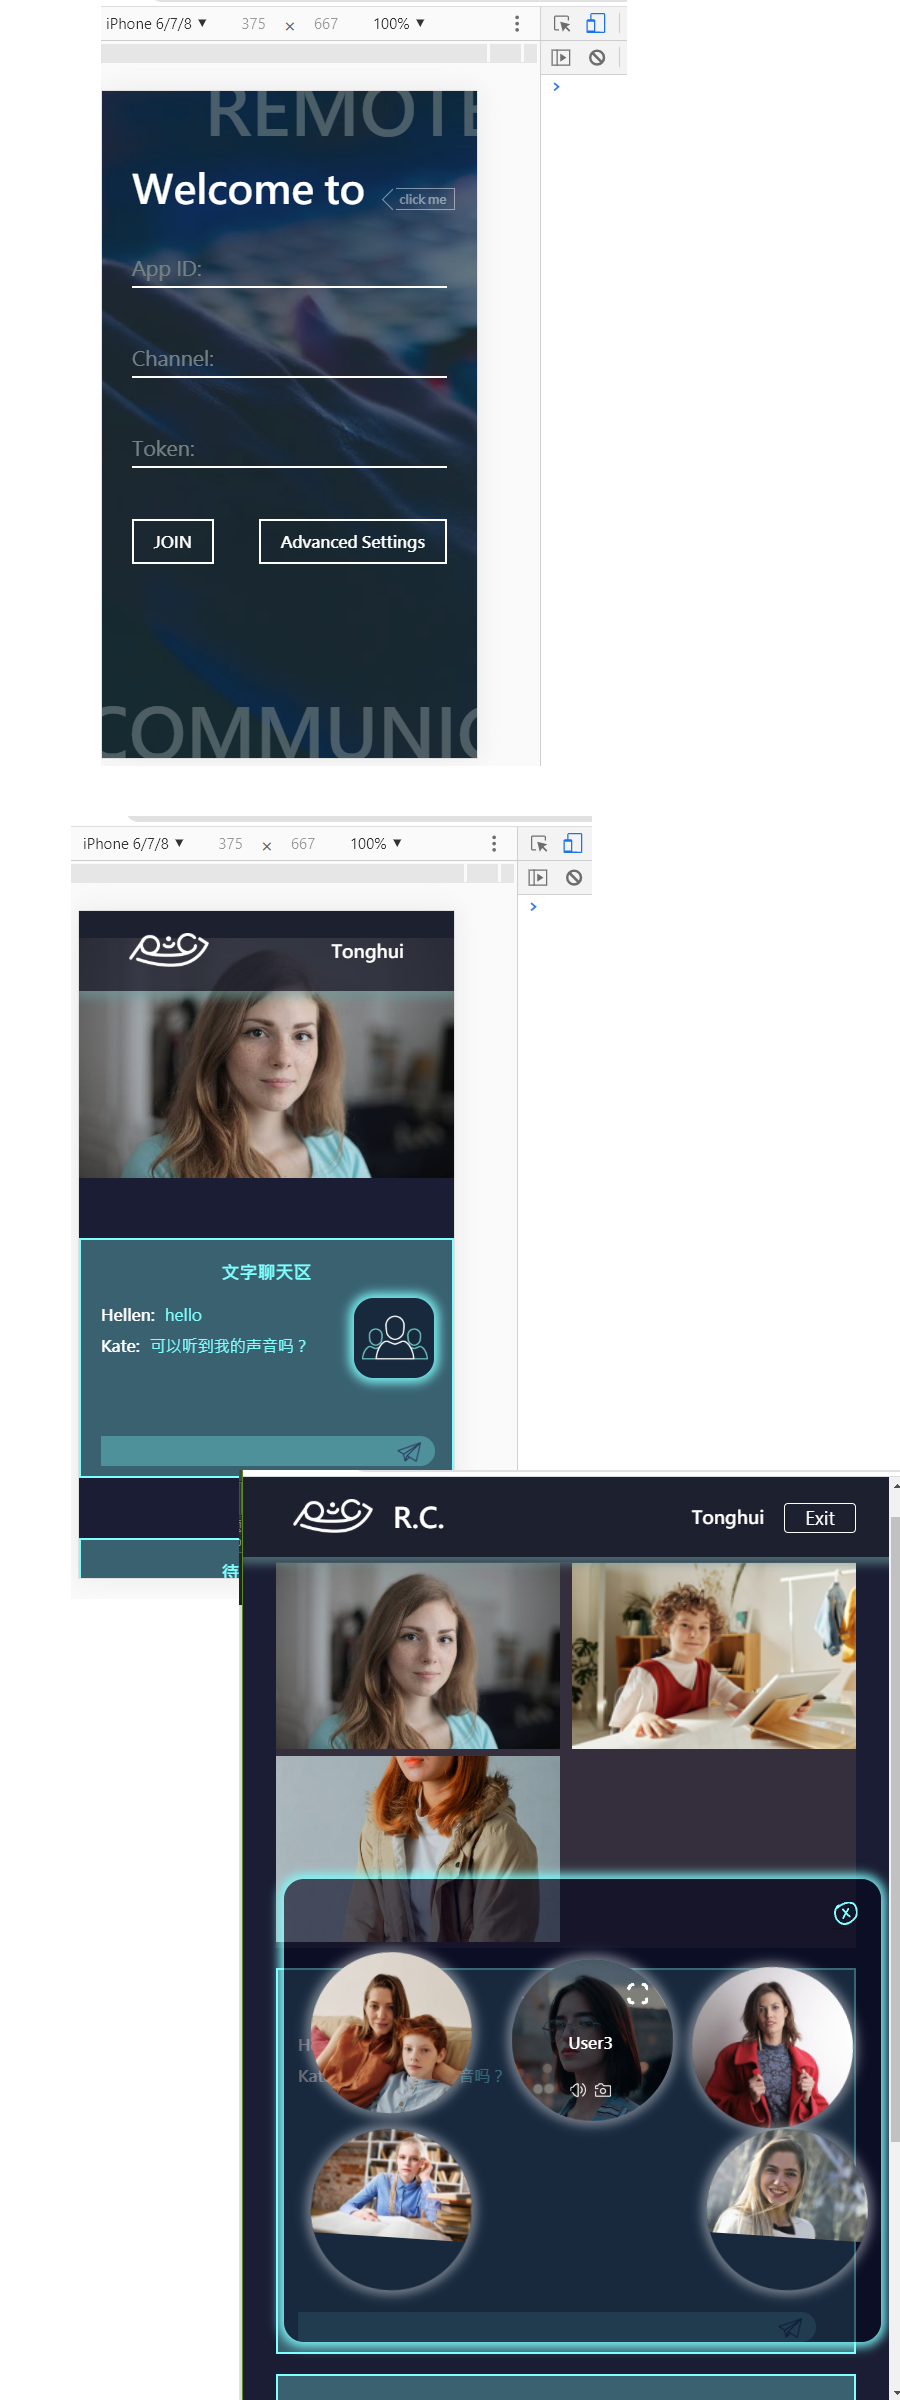 iPhone 6/7/8 ▼ 375 × 667 100% ▼
REMOTE
Welcome to
click me
App ID:
Channel:
Token:
JOIN
Advanced Settings
COMMUNIC
iPhone 6/7/8 ▼ 375 × 667 100% ▼
Tonghui
文字聊天区
Hellen: hello
Kate: 可以听到我的声音吗？
待
R.C.
Tonghui
Exit
User3
He
Kat 音吗？